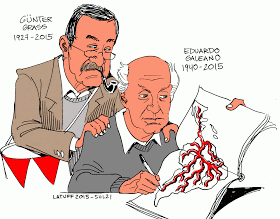 GÜNTER
GRASS
1927-2015
EDUARDO
GALEANO
1940-2015
LATUFF 2015-SUL21